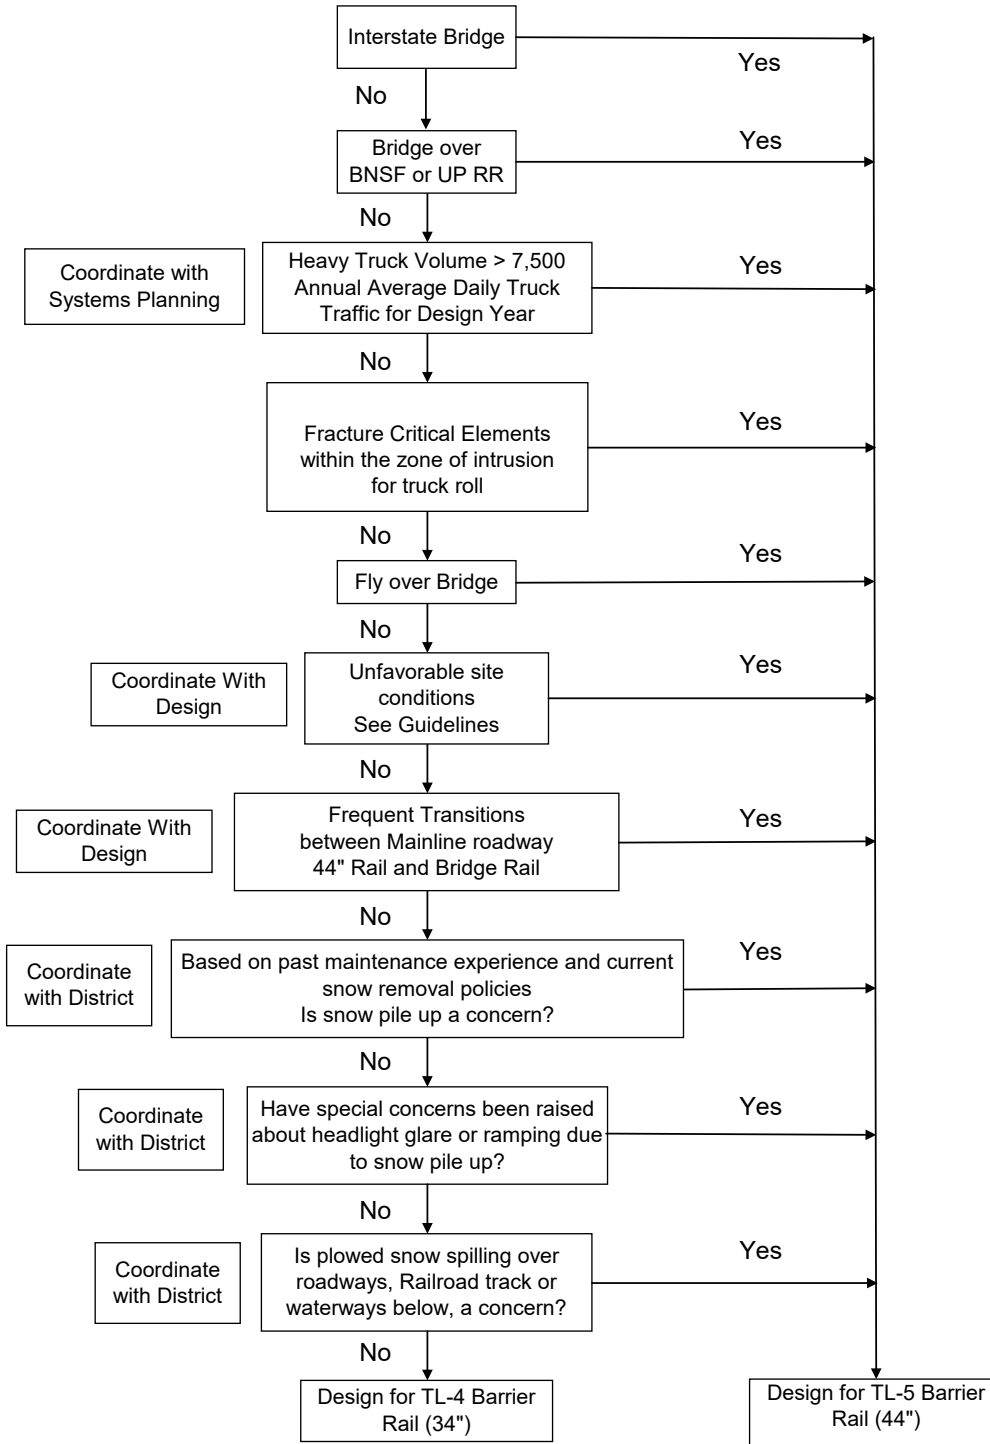 Interstate Bridge
Yes
No
Bridge over
BNSF or UP RR
Yes
No
Coordinate with
Systems Planning
Heavy Truck Volume > 7,500
Annual Average Daily Truck
Traffic for Design Year
Yes
No
Fracture Critical Elements
within the zone of intrusion
for truck roll
Yes
No
Fly over Bridge
Yes
No
Coordinate With
Design
Unfavorable site
conditions
See Guidelines
Yes
No
Coordinate With
Design
Frequent Transitions
between Mainline roadway
44" Rail and Bridge Rail
Yes
No
Coordinate
with District
Based on past maintenance experience and current
snow removal policies
Is snow pile up a concern?
Yes
No
Coordinate
with District
Have special concerns been raised
about headlight glare or ramping due
to snow pile up?
Yes
No
Coordinate
with District
Is plowed snow spilling over
roadways, Railroad track or
waterways below, a concern?
Yes
No
Design for TL-4 Barrier
Rail (34")
Design for TL-5 Barrier
Rail (44")